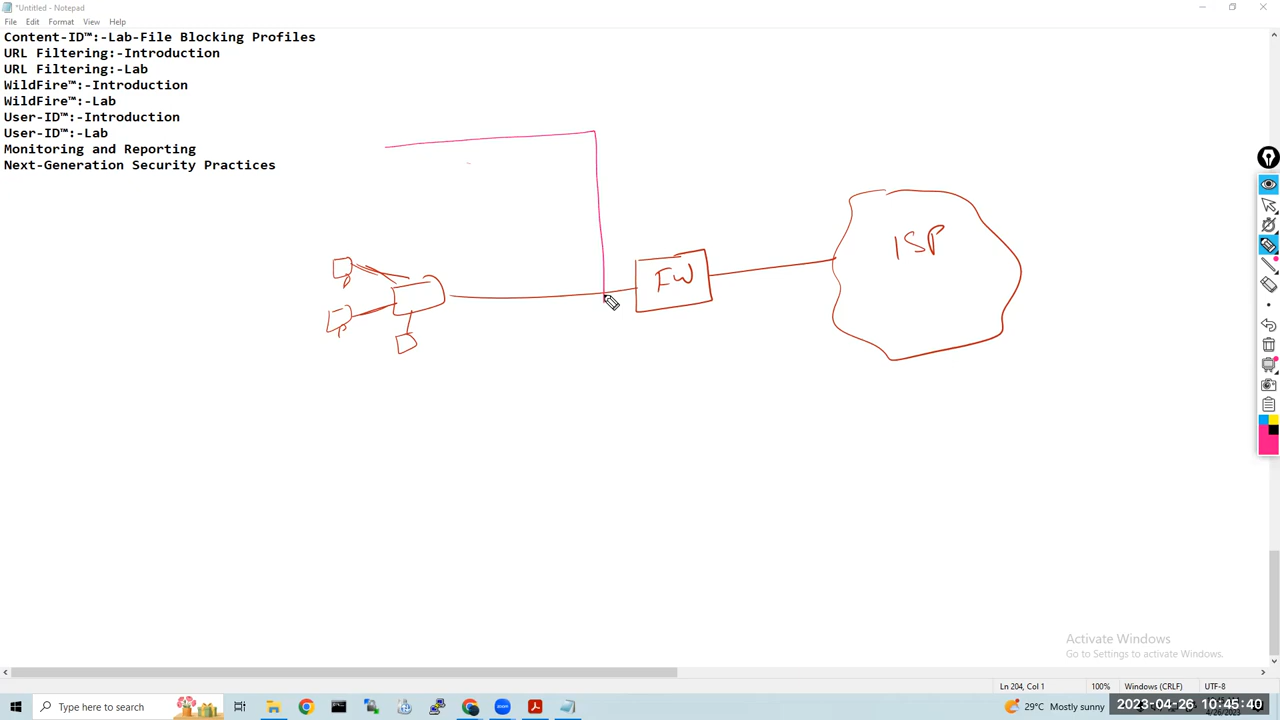 *Untitled - Notepad
File Edit Format View Help
Content-ID™:-Lab-File Blocking Profiles
URL Filtering:-Introduction
URL Filtering:-Lab
WildFire™:-Introduction
WildFire™:-Lab
User-ID™:-Introduction
User-ID™:-Lab
Monitoring and Reporting
Next-Generation Security Practices
ISP
FW
Activate Windows
Go to Settings to activate Windows.
Ln 204, Col 1 100% Windows (CRLF) UTF-8
Type here to search
29°C Mostly sunny
2023-04-26 10:45:40